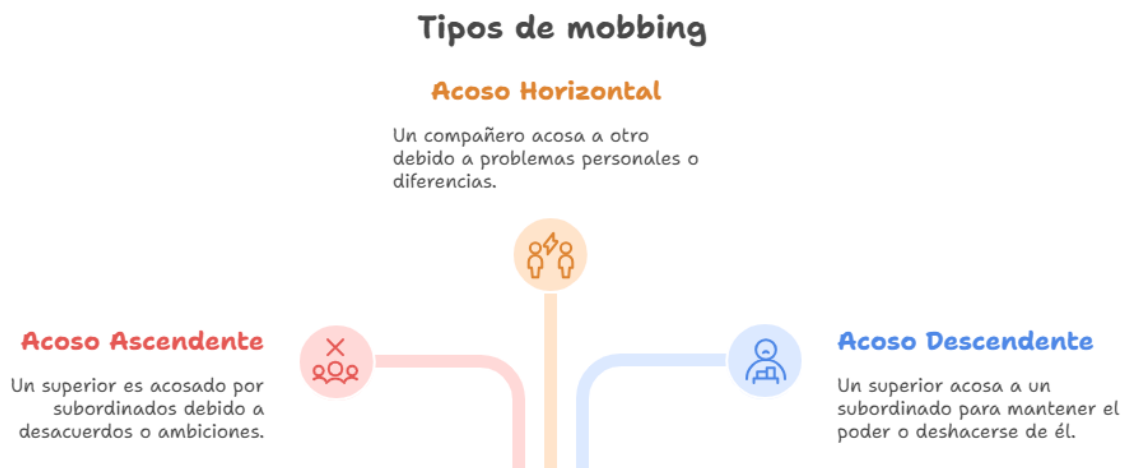 Tipos de mobbing
Acoso Horizontal
Un compañero acosa a otro
debido a problemas personales o
diferencias.
Acoso Ascendente
Un superior es acosado por
subordinados debido a
desacuerdos o ambiciones.
Acoso Descendente
Un superior acosa a un
subordinado para mantener el
poder o deshacerse de él.